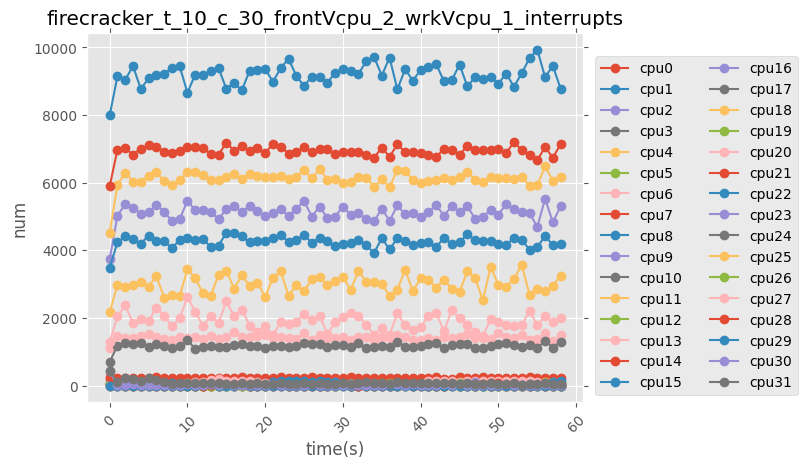 firecracker_t_10_c_30_frontVcpu_2_wrkVcpu_1_interrupts
num
10000
8000
6000
4000
2000
0
0
10
20
30
40
50
60
time(s)
cpu0
cpu1
cpu2
cpu3
cpu4
cpu5
cpu6
cpu7
cpu8
cpu9
cpu10
cpu11
cpu12
cpu13
cpu14
cpu15
cpu16
cpu17
cpu18
cpu19
cpu20
cpu21
cpu22
cpu23
cpu24
cpu25
cpu26
cpu27
cpu28
cpu29
cpu30
cpu31